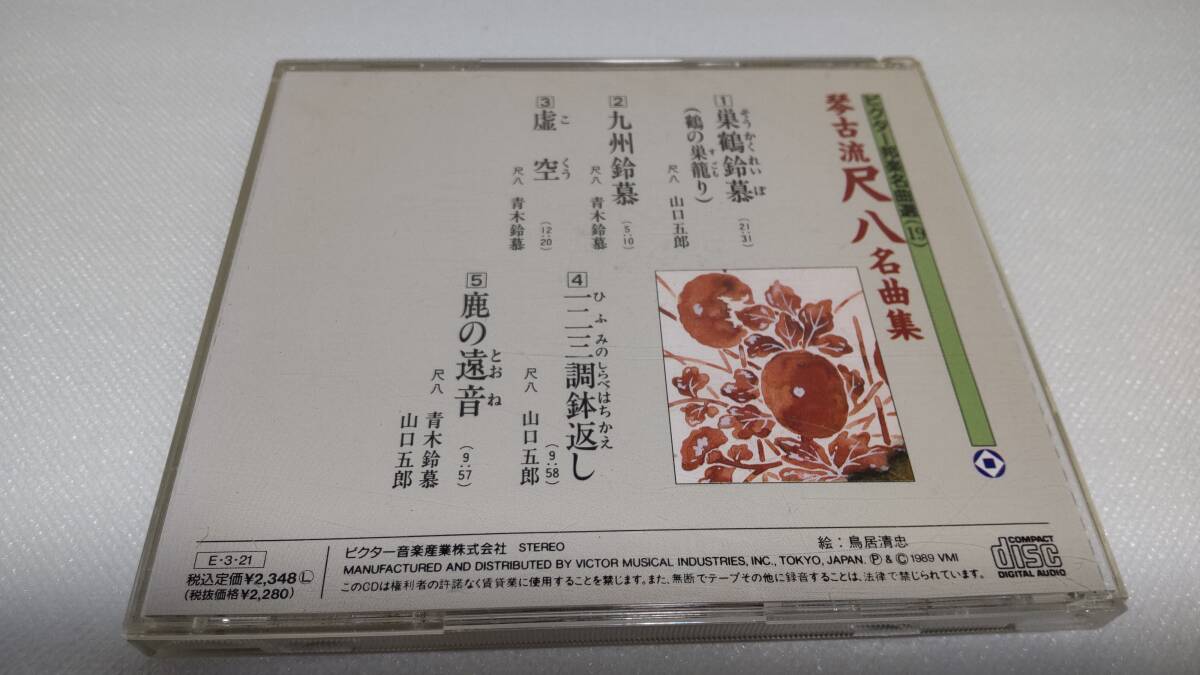 ビクター邦楽名曲選(19)
琴古流 尺八名曲集
1 巣鶴鈴慕 (21:31)
そうかくれいぼ
(鶴の巣籠り)
すごも
尺八 山口五郎
2 九州鈴慕 (5:10)
尺八 青木鈴慕
3 虚空 (12:20)
こくう
尺八 青木鈴慕
4 一二三調鉢返し (9:58)
ひふみのしらべはちかえ
尺八 山口五郎
5 鹿の遠音 (9:57)
とおね
尺八 青木鈴慕
山口五郎
絵:鳥居清忠
E・3・21
税込定価¥2,348Ⓛ
(税抜価格¥2,280)
ビクター音楽産業株式会社 STEREO
MANUFACTURED AND DISTRIBUTED BY VICTOR MUSICAL INDUSTRIES, INC., TOKYO, JAPAN. Ⓟ & © 1989 VMI
このCDは権利者の許諾なく賃貸業に使用することを禁じます。また、無断でテープその他に録音することは、法律で禁じられています。
COMPACT
disc
DIGITAL AUDIO